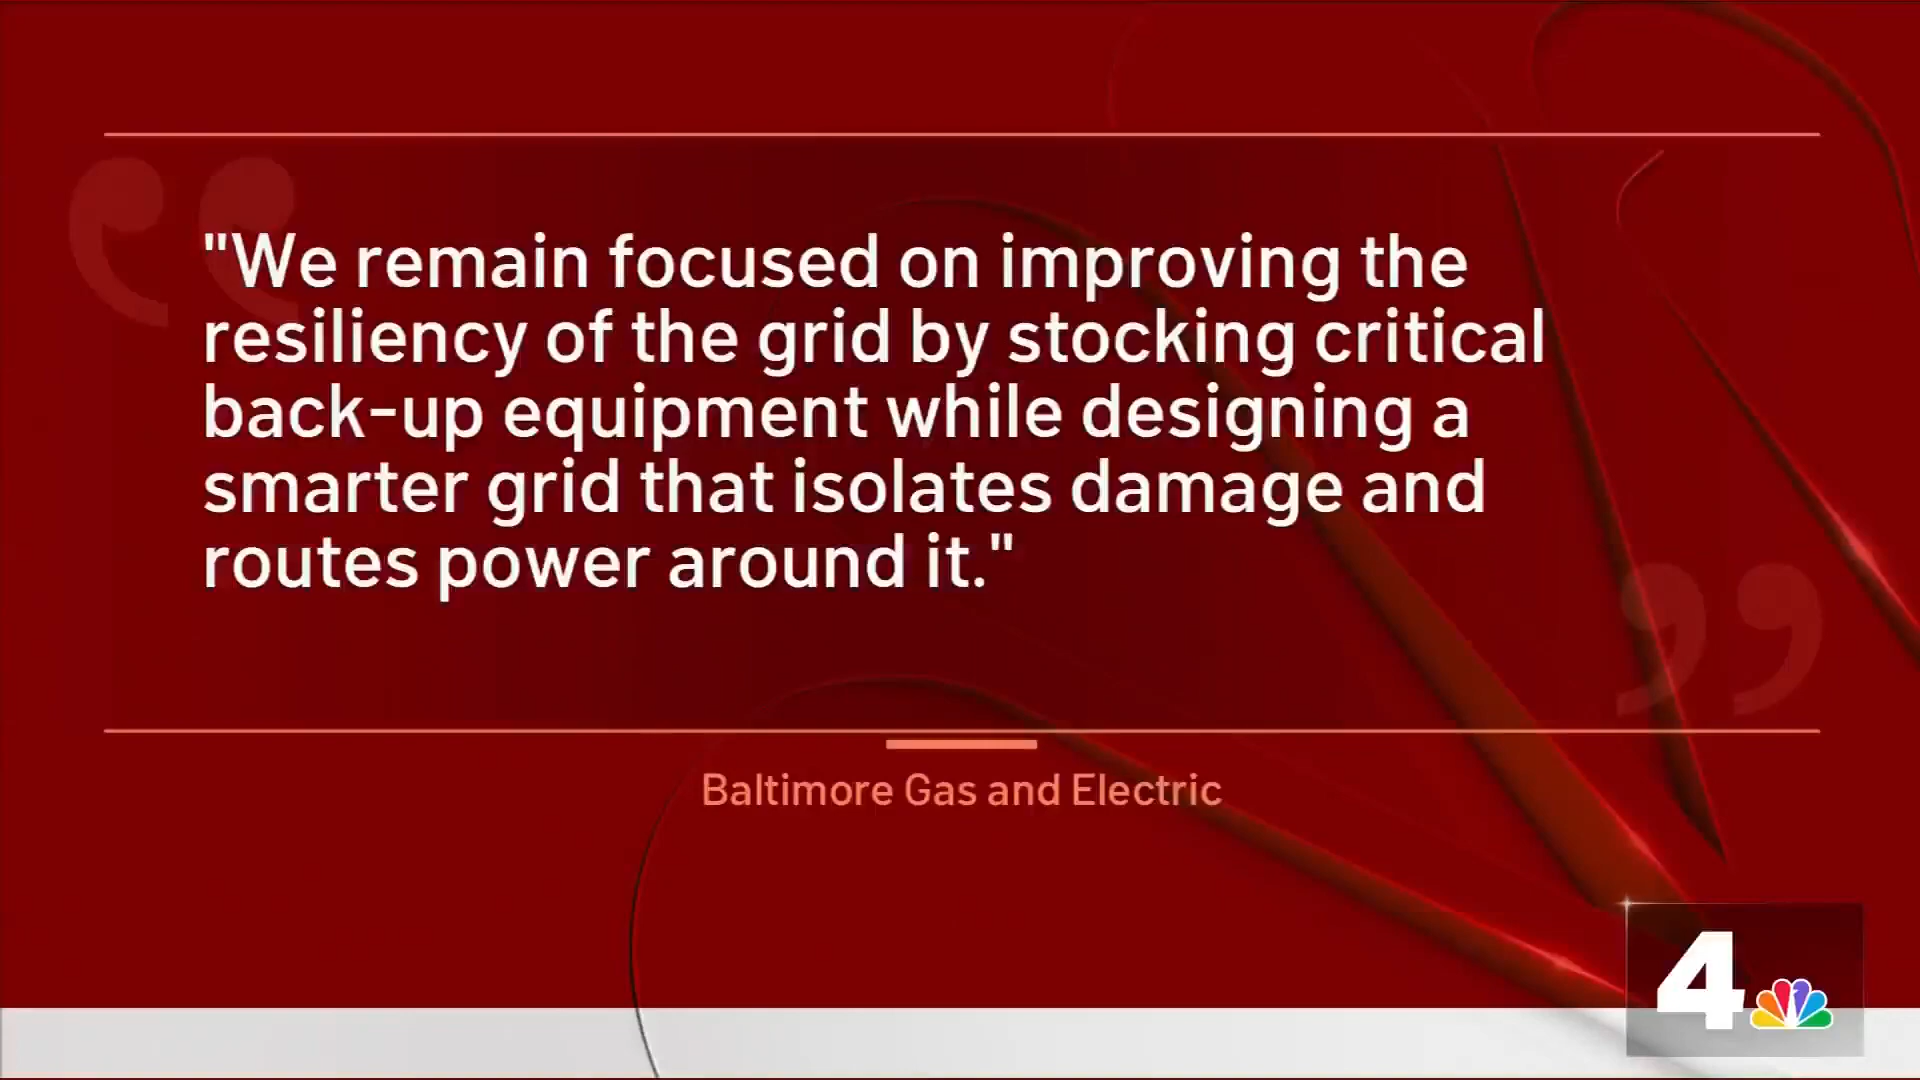 "We remain focused on improving the
resiliency of the grid by stocking critical
back-up equipment while designing a
smarter grid that isolates damage and
routes power around it."
Baltimore Gas and Electric
4